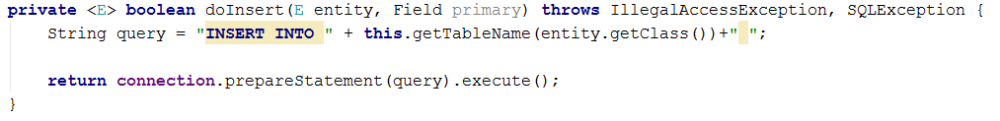 private <E> boolean doInsert(E entity, Field primary) throws IllegalAccessException, SQLException {
    String query = "INSERT INTO " + this.getTableName(entity.getClass())+" ";
    return connection.prepareStatement(query).execute();
}